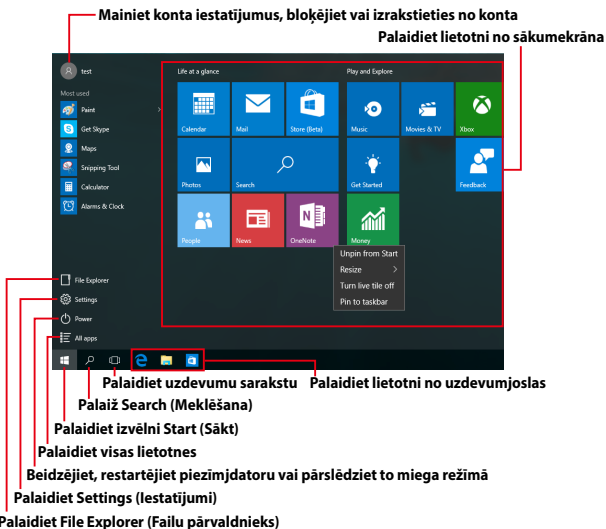 Mainiet konta iestatījumus, bloķējiet vai izrakstieties no konta
Palaidiet lietotni no sākumekrāna
test
Life at a glance
Play and Explore
Most used
Paint
Get Skype
Maps
Snipping Tool
Calculator
Alarms & Clock
Calendar
Mail
Store (Beta)
Music
Movies & TV
Xbox
Photos
Search
Get Started
Feedback
People
News
OneNote
Money
Unpin from Start
Resize
Turn live tile off
Pin to taskbar
File Explorer
Settings
Power
All apps
Palaidiet uzdevumu sarakstu
Palaidiet lietotni no uzdevumjoslas
Palaiž Search (Meklēšana)
Palaidiet izvēlni Start (Sākt)
Palaidiet visas lietotnes
Beidzējiet, restartējiet piezīmjdatoru vai pārslēdziet to miega režīmā
Palaidiet Settings (Iestatījumi)
Palaidiet File Explorer (Failu pārvaldnieks)